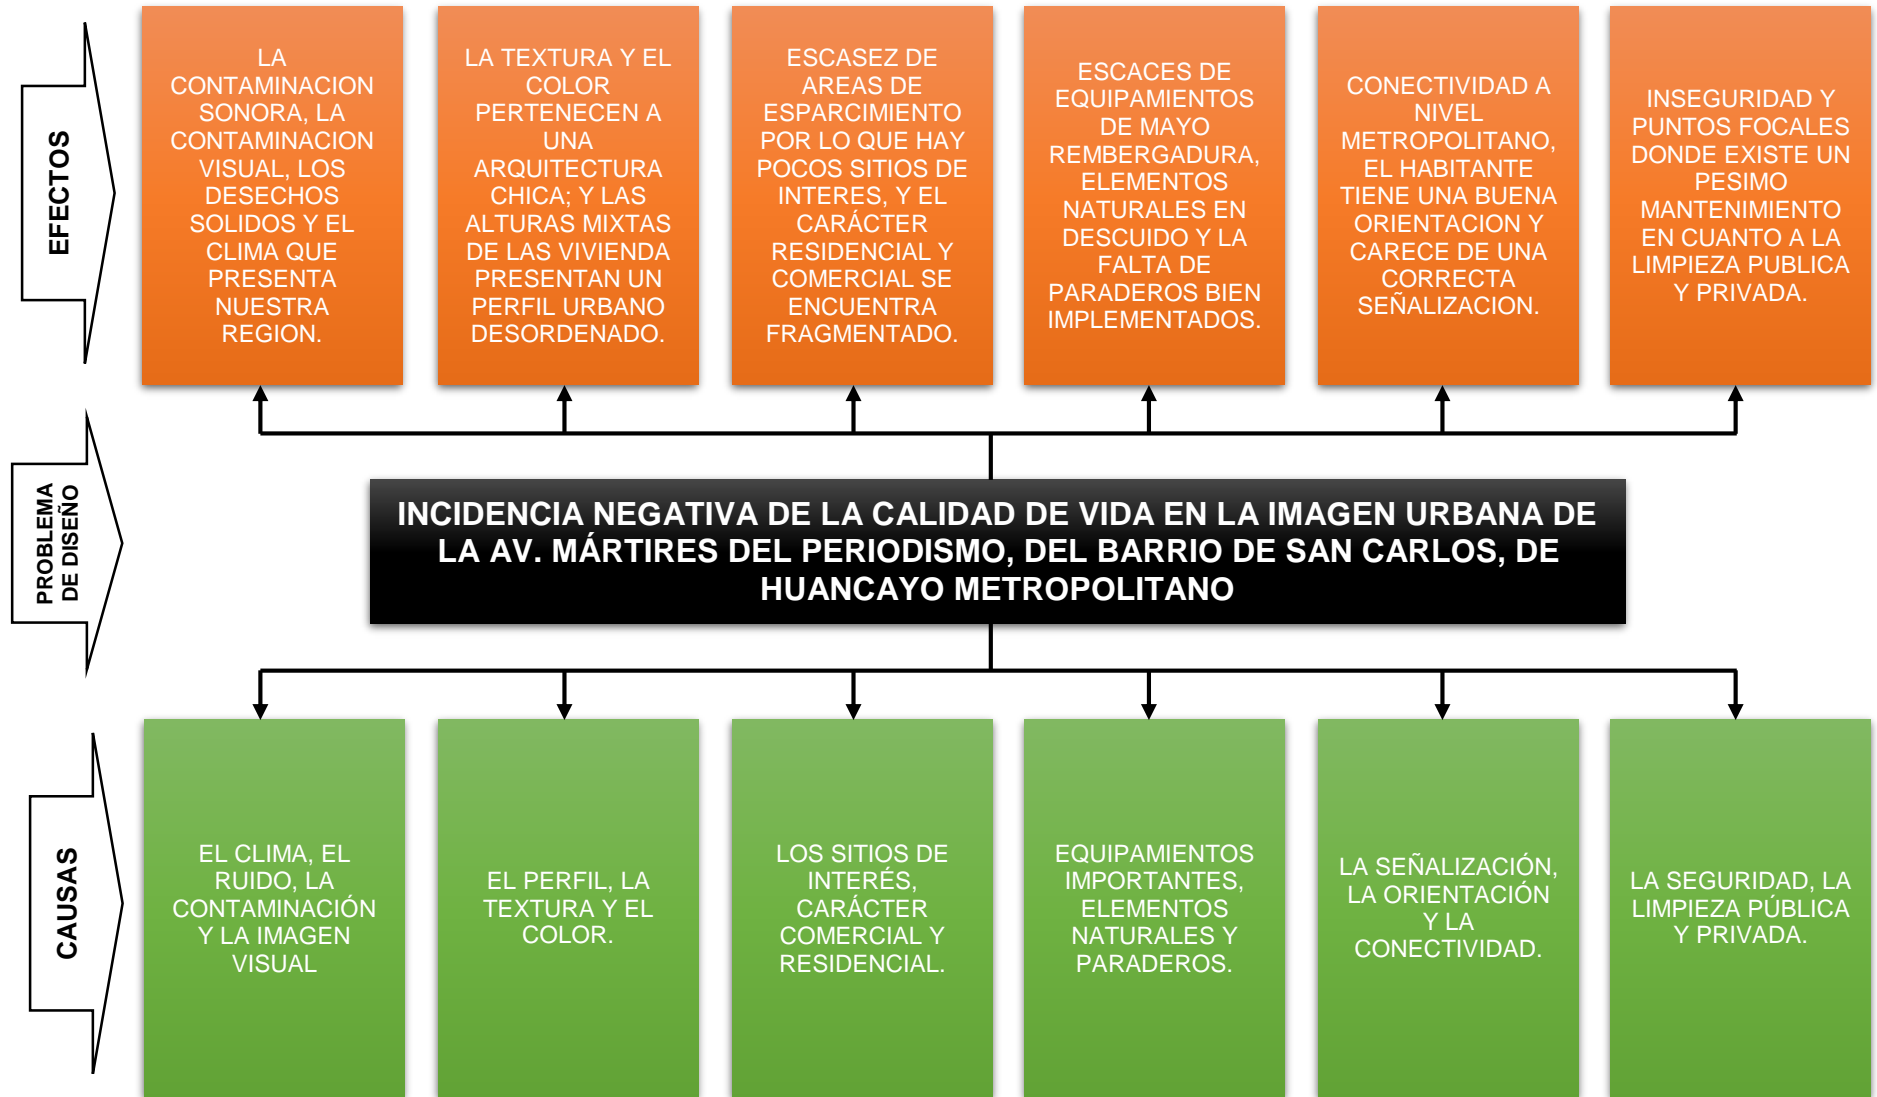 EFECTOS
LA
CONTAMINACION
SONORA, LA
CONTAMINACION
VISUAL, LOS
DESECHOS
SOLIDOS Y EL
CLIMA QUE
PRESENTA
NUESTRA
REGION.
LA TEXTURA Y EL
COLOR
PERTENECEN A
UNA
ARQUITECTURA
CHICA; Y LAS
ALTURAS MIXTAS
DE LAS VIVIENDA
PRESENTAN UN
PERFIL URBANO
DESORDENADO.
ESCASEZ DE
AREAS DE
ESPARCIMIENTO
POR LO QUE HAY
POCOS SITIOS DE
INTERES, Y EL
CARÁCTER
RESIDENCIAL Y
COMERCIAL SE
ENCUENTRA
FRAGMENTADO.
ESCACES DE
EQUIPAMIENTOS
DE MAYO
REMBERGADURA,
ELEMENTOS
NATURALES EN
DESCUIDO Y LA
FALTA DE
PARADEROS BIEN
IMPLEMENTADOS.
CONECTIVIDAD A
NIVEL
METROPOLITANO,
EL HABITANTE
TIENE UNA BUENA
ORIENTACION Y
CARECE DE UNA
CORRECTA
SEÑALIZACION.
INSEGURIDAD Y
PUNTOS FOCALES
DONDE EXISTE UN
PESIMO
MANTENIMIENTO
EN CUANTO A LA
LIMPIEZA PUBLICA
Y PRIVADA.
PROBLEMA
DE DISEÑO
INCIDENCIA NEGATIVA DE LA CALIDAD DE VIDA EN LA IMAGEN URBANA DE
LA AV. MÁRTIRES DEL PERIODISMO, DEL BARRIO DE SAN CARLOS, DE
HUANCAYO METROPOLITANO
CAUSAS
EL CLIMA, EL
RUIDO, LA
CONTAMINACIÓN
Y LA IMAGEN
VISUAL
EL PERFIL, LA
TEXTURA Y EL
COLOR.
LOS SITIOS DE
INTERÉS,
CARÁCTER
COMERCIAL Y
RESIDENCIAL.
EQUIPAMIENTOS
IMPORTANTES,
ELEMENTOS
NATURALES Y
PARADEROS.
LA SEÑALIZACIÓN,
LA ORIENTACIÓN
Y LA
CONECTIVIDAD.
LA SEGURIDAD, LA
LIMPIEZA PÚBLICA
Y PRIVADA.